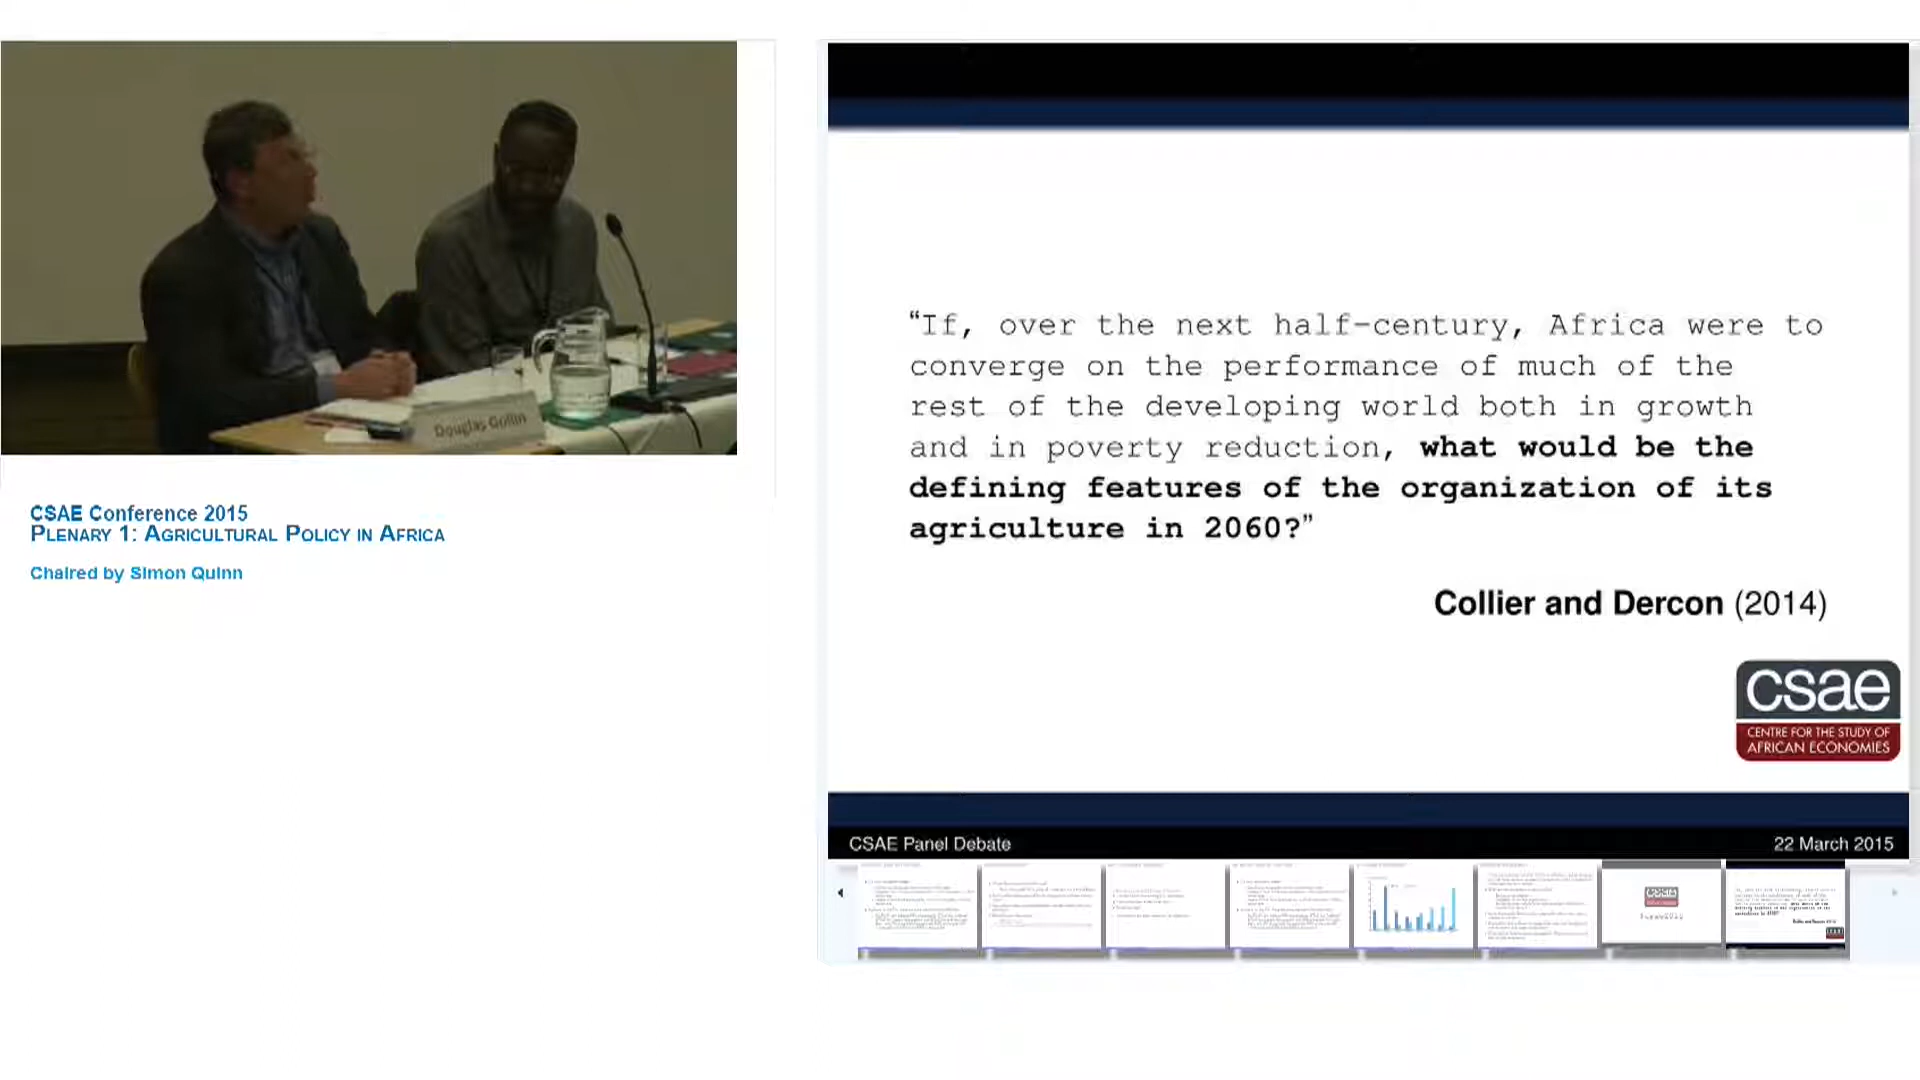 Douglas Gollin
CSAE Conference 2015
PLENARY 1: AGRICULTURAL POLICY IN AFRICA
Chaired by Simon Quinn
“If, over the next half-century, Africa were to
converge on the performance of much of the
rest of the developing world both in growth
and in poverty reduction, what would be the
defining features of the organization of its
agriculture in 2060?”
Collier and Dercon (2014)
csae
CENTRE FOR THE STUDY OF
AFRICAN ECONOMIES
CSAE Panel Debate
22 March 2015